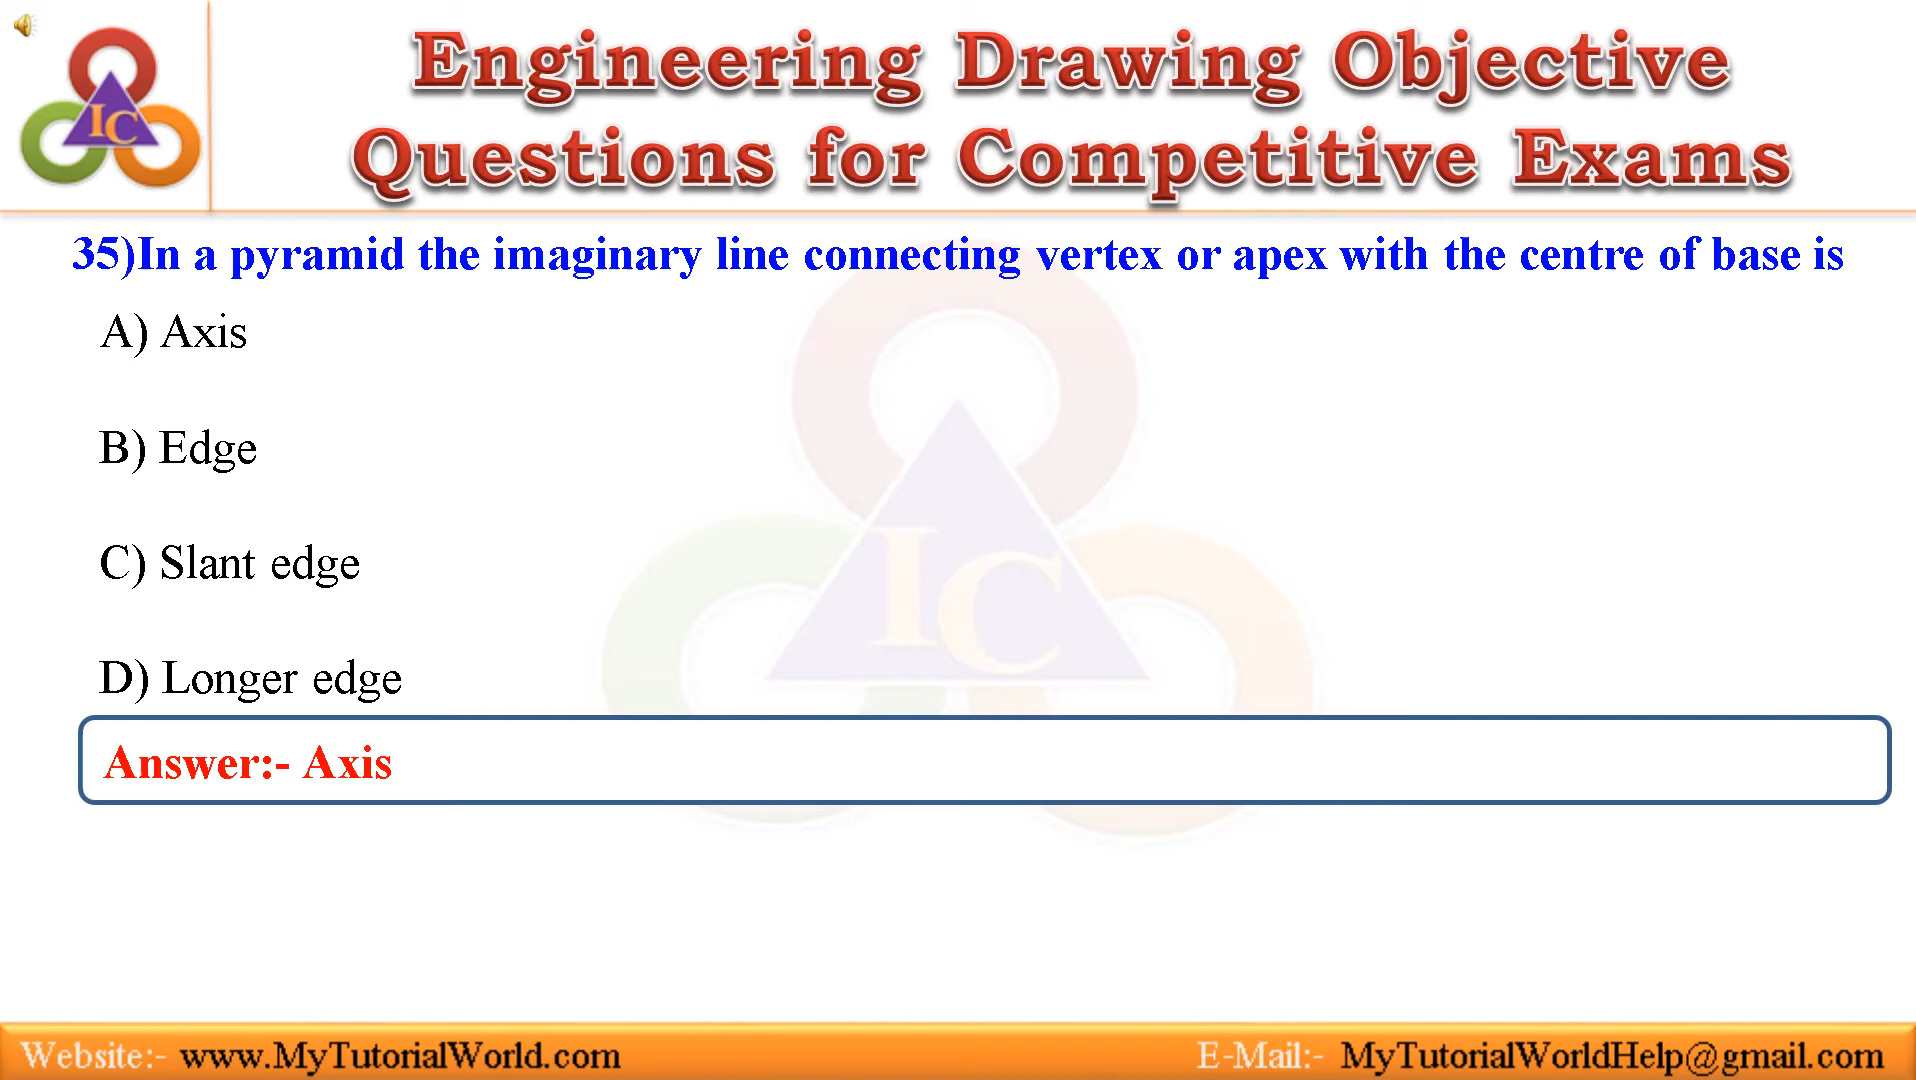 IC
Engineering Drawing Objective
Questions for Competitive Exams
35)In a pyramid the imaginary line connecting vertex or apex with the centre of base is
A) Axis
B) Edge
C) Slant edge
D) Longer edge
IC
Answer:- Axis
Website:- www.MyTutorialWorld.com E-Mail:- MyTutorialWorldHelp@gmail.com